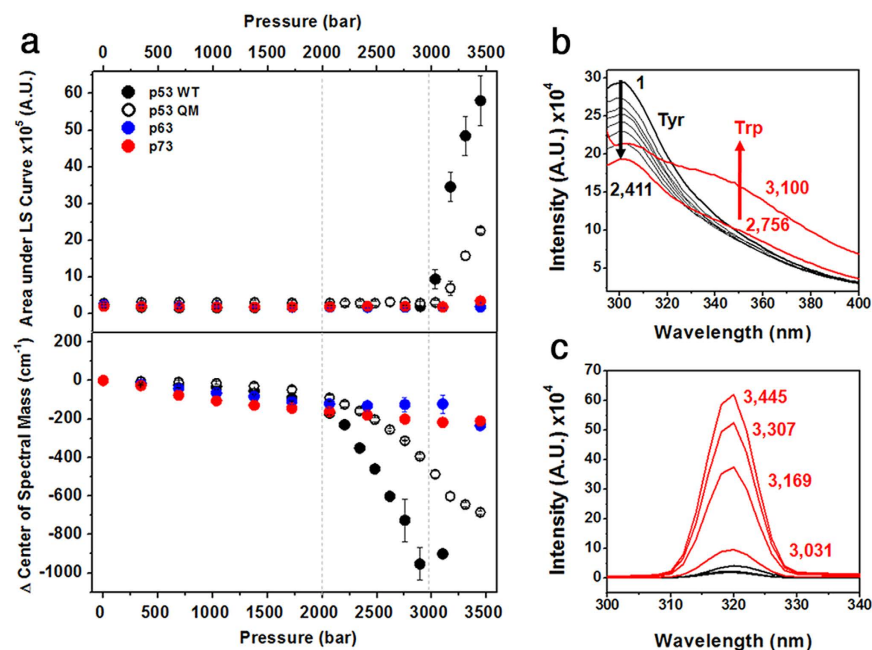 a
Pressure (bar)
0 500 1000 1500 2000 2500 3000 3500
Area under LS Curve x10⁵ (A.U.)
60
50
40
30
20
10
0
p53 WT
p53 QM
p63
p73
Δ Center of Spectral Mass (cm⁻¹)
200
0
-200
-400
-600
-800
-1000
0 500 1000 1500 2000 2500 3000 3500
Pressure (bar)
b
Intensity (A.U.) x10⁴
30
25
20
15
10
5
1
Tyr
Trp
3,100
2,411
2,756
300 320 340 360 380 400
Wavelength (nm)
c
Intensity (A.U.) x10⁴
70
60
50
40
30
20
10
0
3,445
3,307
3,169
3,031
300 310 320 330 340
Wavelength (nm)